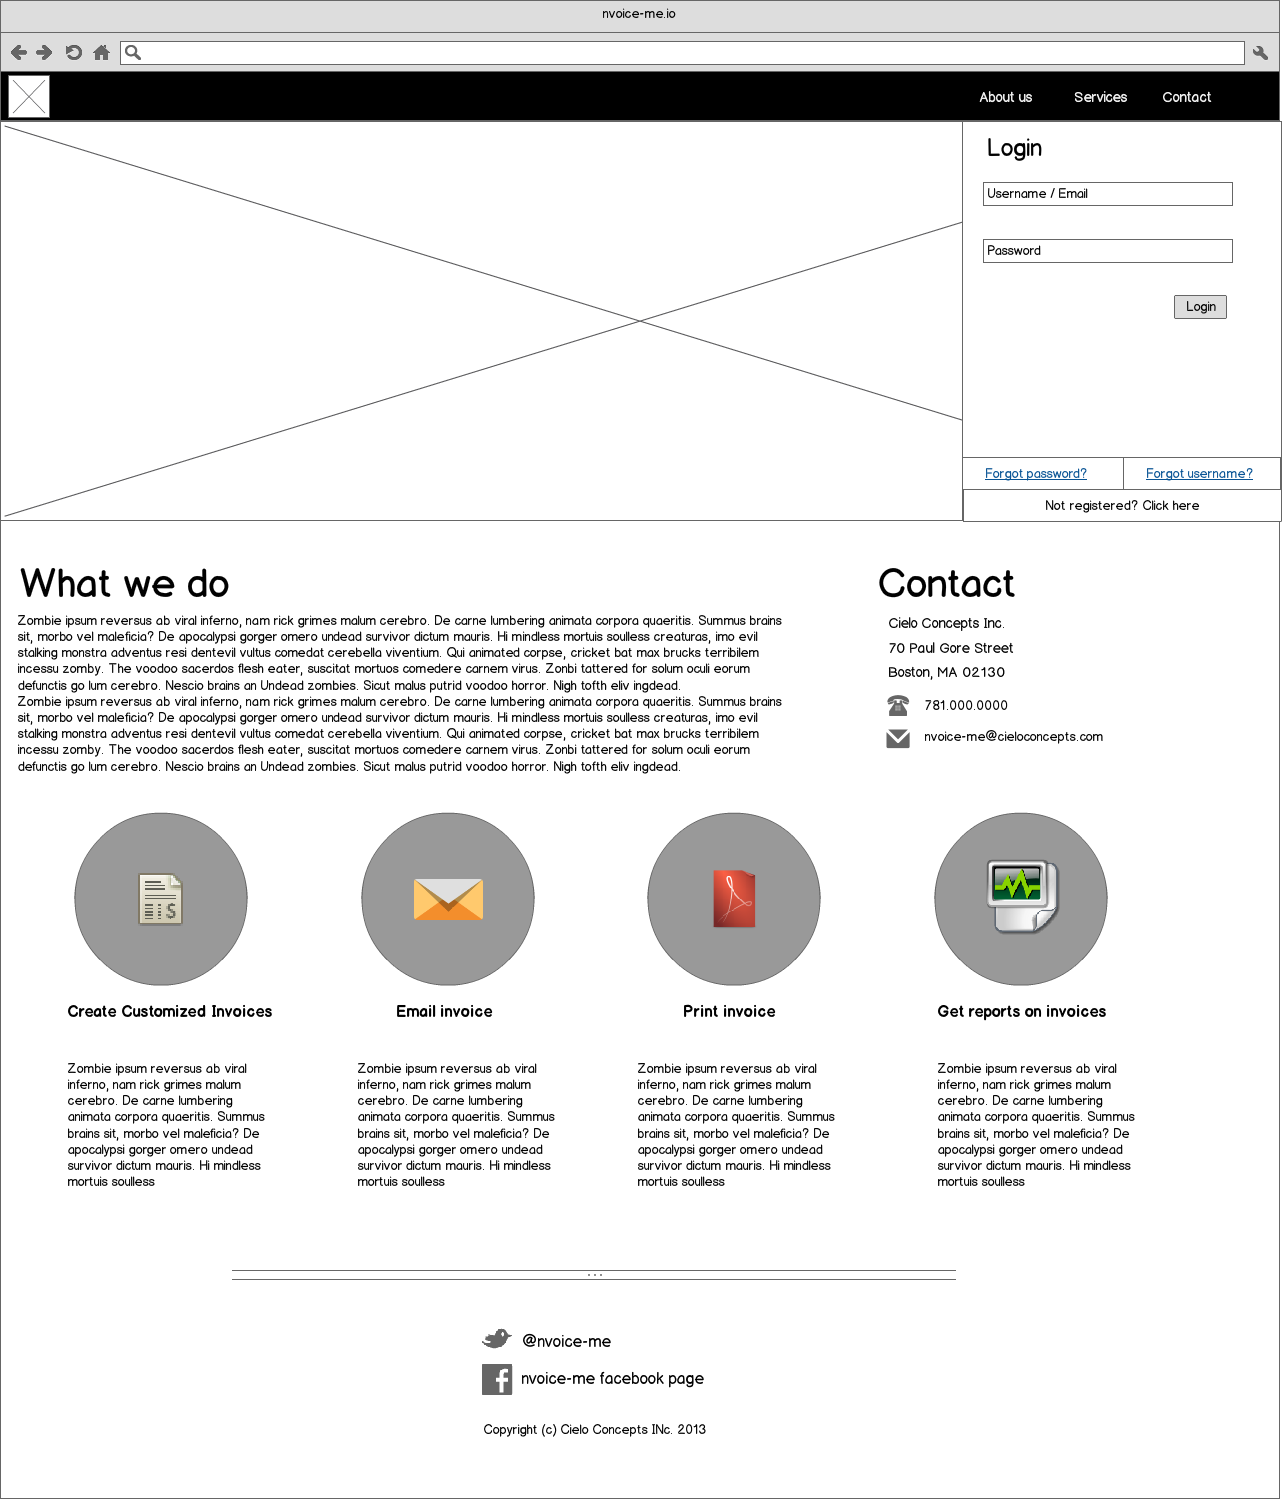 nvoice-me.io
About us Services Contact
Login
Username / Email
Password
Login
Forgot password? Forgot username?
Not registered? Click here
What we do
Zombie ipsum reversus ab viral inferno, nam rick grimes malum cerebro. De carne lumbering animata corpora quaeritis. Summus brains
sit, morbo vel maleficia? De apocalypsi gorger omero undead survivor dictum mauris. Hi mindless mortuis soulless creaturas, imo evil
stalking monstra adventus resi dentevil vultus comedat cerebella viventium. Qui animated corpse, cricket bat max brucks terribilem
incessu zomby. The voodoo sacerdos flesh eater, suscitat mortuos comedere carnem virus. Zonbi tattered for solum oculi eorum
defunctis go lum cerebro. Nescio brains an Undead zombies. Sicut malus putrid voodoo horror. Nigh tofth eliv ingdead.
Zombie ipsum reversus ab viral inferno, nam rick grimes malum cerebro. De carne lumbering animata corpora quaeritis. Summus brains
sit, morbo vel maleficia? De apocalypsi gorger omero undead survivor dictum mauris. Hi mindless mortuis soulless creaturas, imo evil
stalking monstra adventus resi dentevil vultus comedat cerebella viventium. Qui animated corpse, cricket bat max brucks terribilem
incessu zomby. The voodoo sacerdos flesh eater, suscitat mortuos comedere carnem virus. Zonbi tattered for solum oculi eorum
defunctis go lum cerebro. Nescio brains an Undead zombies. Sicut malus putrid voodoo horror. Nigh tofth eliv ingdead.
Contact
Cielo Concepts Inc.
70 Paul Gore Street
Boston, MA 02130
781.000.0000
nvoice-me@cieloconcepts.com
Create Customized Invoices
Zombie ipsum reversus ab viral
inferno, nam rick grimes malum
cerebro. De carne lumbering
animata corpora quaeritis. Summus
brains sit, morbo vel maleficia? De
apocalypsi gorger omero undead
survivor dictum mauris. Hi mindless
mortuis soulless
Email invoice
Zombie ipsum reversus ab viral
inferno, nam rick grimes malum
cerebro. De carne lumbering
animata corpora quaeritis. Summus
brains sit, morbo vel maleficia? De
apocalypsi gorger omero undead
survivor dictum mauris. Hi mindless
mortuis soulless
Print invoice
Zombie ipsum reversus ab viral
inferno, nam rick grimes malum
cerebro. De carne lumbering
animata corpora quaeritis. Summus
brains sit, morbo vel maleficia? De
apocalypsi gorger omero undead
survivor dictum mauris. Hi mindless
mortuis soulless
Get reports on invoices
Zombie ipsum reversus ab viral
inferno, nam rick grimes malum
cerebro. De carne lumbering
animata corpora quaeritis. Summus
brains sit, morbo vel maleficia? De
apocalypsi gorger omero undead
survivor dictum mauris. Hi mindless
mortuis soulless
@nvoice-me
nvoice-me facebook page
Copyright (c) Cielo Concepts INc. 2013